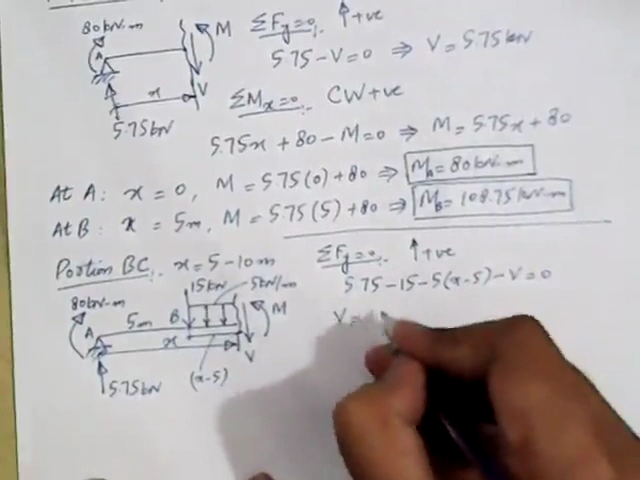 80kN-m
M
ΣFy=0: ↑+ve
5.75-V=0 ⇒ V=5.75kN
A
x
V
5.75kN
ΣMx=0: CW+ve
5.75x+80-M=0 ⇒ M=5.75x+80
At A: x=0, M=5.75(0)+80 ⇒ MA=80kN-m
At B: x=5m, M=5.75(5)+80 ⇒ MB=108.75kN-m
Portion BC: x=5-10m
ΣFy=0: ↑+ve
5.75-15-5(x-5)-V=0
V=
80kN-m
15kN
5kN/m
M
A
5m
B
x
V
5.75kN
(x-5)